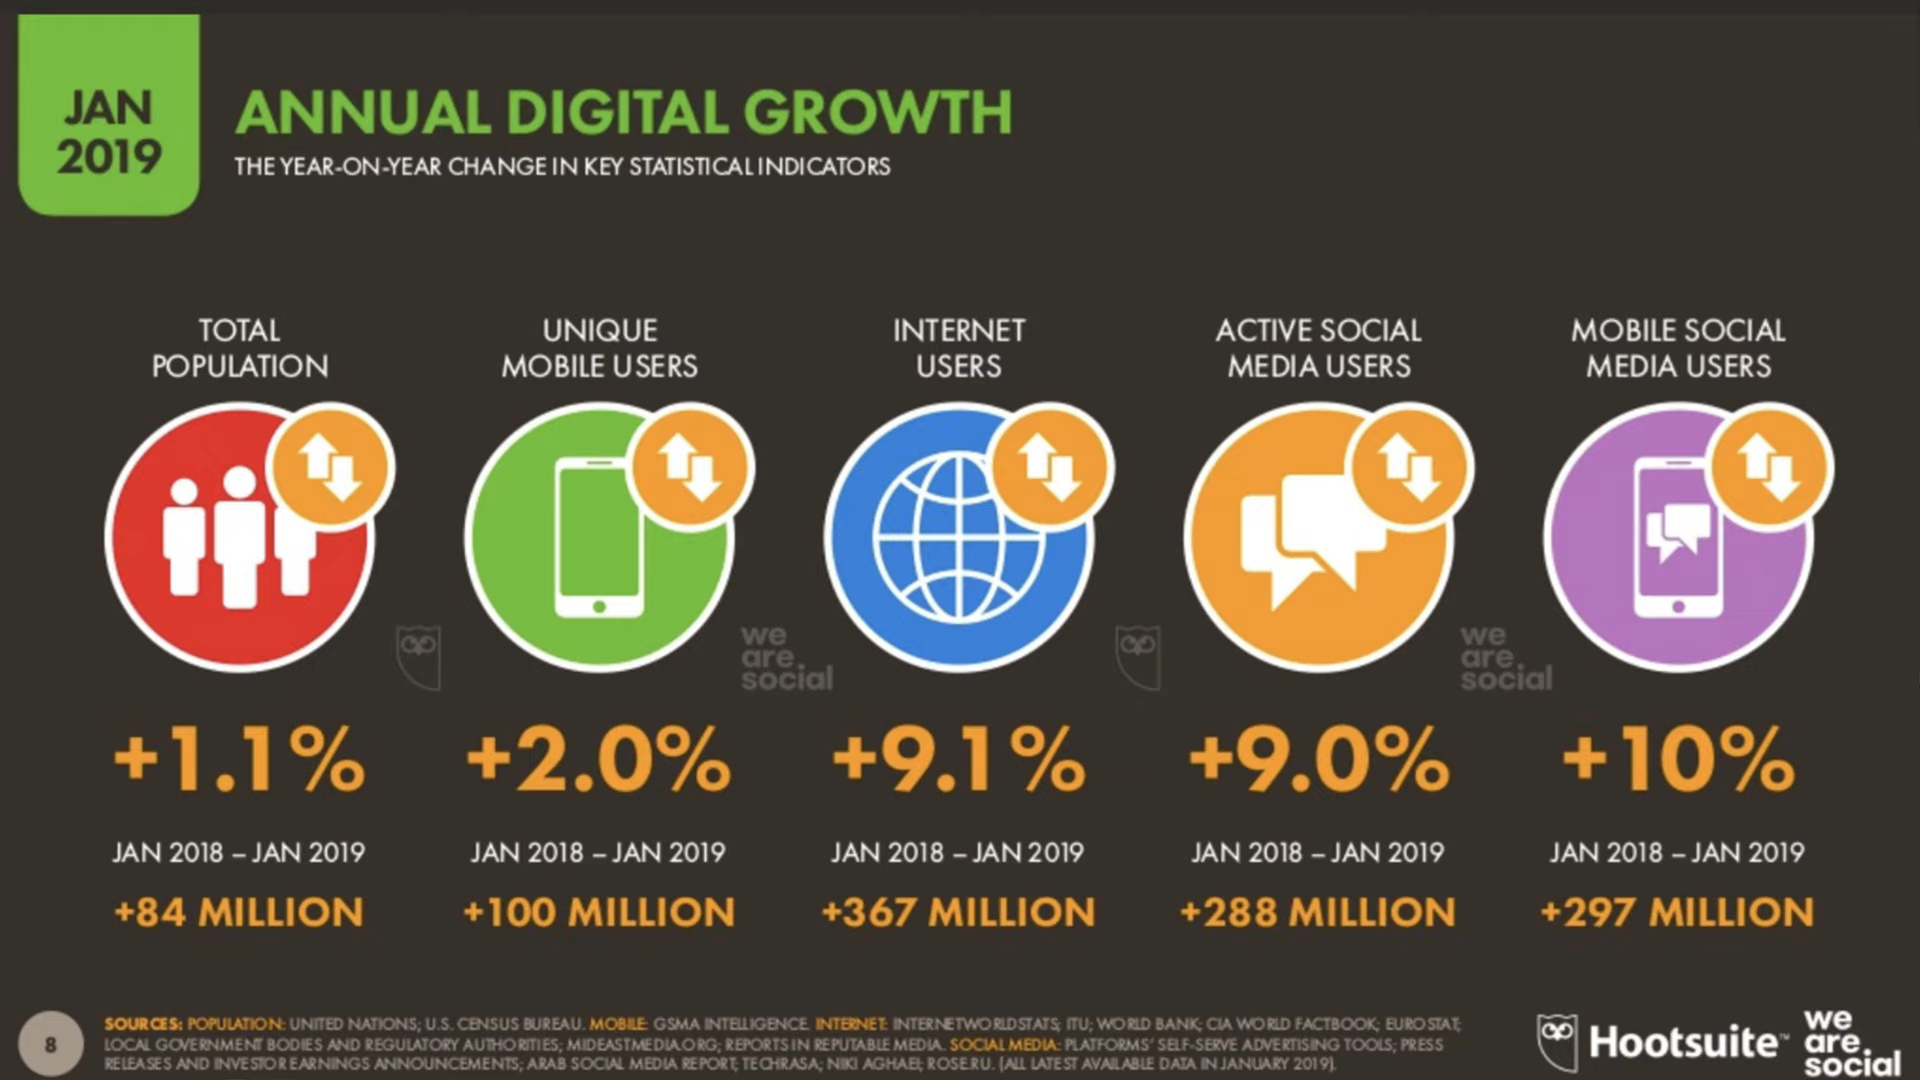 JAN
2019
ANNUAL DIGITAL GROWTH
THE YEAR-ON-YEAR CHANGE IN KEY STATISTICAL INDICATORS
TOTAL
POPULATION
UNIQUE
MOBILE USERS
INTERNET
USERS
ACTIVE SOCIAL
MEDIA USERS
MOBILE SOCIAL
MEDIA USERS
we
are.
social
we
are.
social
+1.1%
+2.0%
+9.1%
+9.0%
+10%
JAN 2018 – JAN 2019
JAN 2018 – JAN 2019
JAN 2018 – JAN 2019
JAN 2018 – JAN 2019
JAN 2018 – JAN 2019
+84 MILLION
+100 MILLION
+367 MILLION
+288 MILLION
+297 MILLION
8
SOURCES: POPULATION: UNITED NATIONS; U.S. CENSUS BUREAU. MOBILE: GSMA INTELLIGENCE. INTERNET: INTERNETWORLDSTATS; ITU; WORLD BANK; CIA WORLD FACTBOOK; EUROSTAT;
LOCAL GOVERNMENT BODIES AND REGULATORY AUTHORITIES; MIDEASTMEDIA.ORG; REPORTS IN REPUTABLE MEDIA. SOCIAL MEDIA: PLATFORMS' SELF-SERVE ADVERTISING TOOLS; PRESS
RELEASES AND INVESTOR EARNINGS ANNOUNCEMENTS; ARAB SOCIAL MEDIA REPORT; TECHRASA; NIKI AGHAEI; ROSE.RU. (ALL LATEST AVAILABLE DATA IN JANUARY 2019).
Hootsuite™
we
are.
social